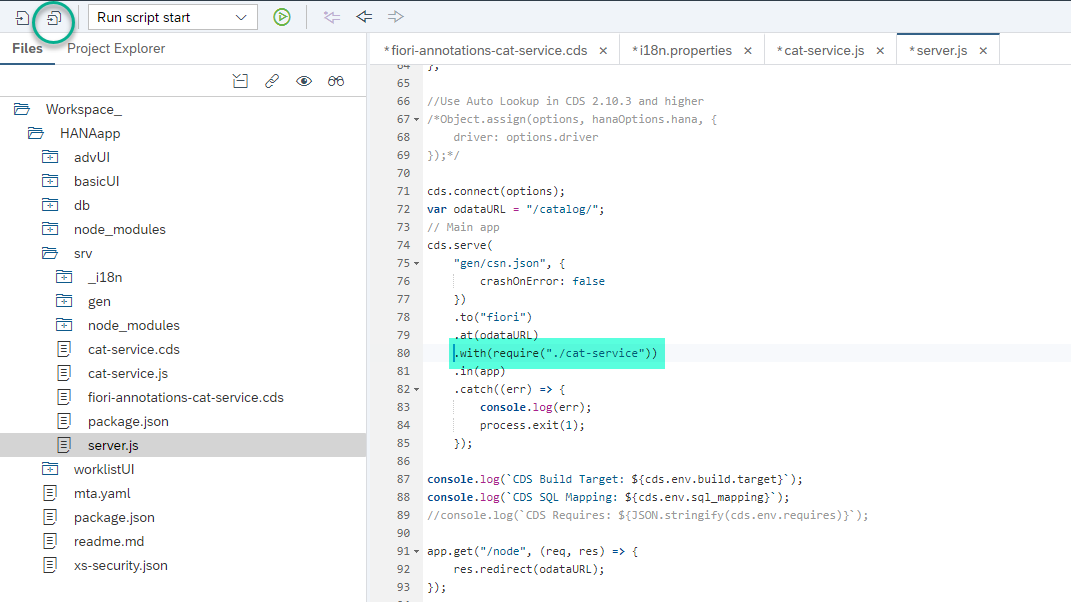 Run script start
Files
Project Explorer
*fiori-annotations-cat-service.cds ×
*i18n.properties ×
*cat-service.js ×
*server.js ×
Workspace_
HANAapp
advUI
basicUI
db
node_modules
srv
_i18n
gen
node_modules
cat-service.cds
cat-service.js
fiori-annotations-cat-service.cds
package.json
server.js
worklistUI
mta.yaml
package.json
readme.md
xs-security.json
64 };
65
66 //Use Auto Lookup in CDS 2.10.3 and higher
67 /*Object.assign(options, hanaOptions.hana, {
68 driver: options.driver
69 });*/
70
71 cds.connect(options);
72 var odataURL = "/catalog/";
73 // Main app
74 cds.serve(
75 "gen/csn.json", {
76 crashOnError: false
77 })
78 .to("fiori")
79 .at(odataURL)
80 .with(require("./cat-service"))
81 .in(app)
82 .catch((err) => {
83 console.log(err);
84 process.exit(1);
85 });
86
87 console.log(`CDS Build Target: ${cds.env.build.target}`);
88 console.log(`CDS SQL Mapping: ${cds.env.sql_mapping}`);
89 //console.log(`CDS Requires: ${JSON.stringify(cds.env.requires)}`);
90
91 app.get("/node", (req, res) => {
92 res.redirect(odataURL);
93 });